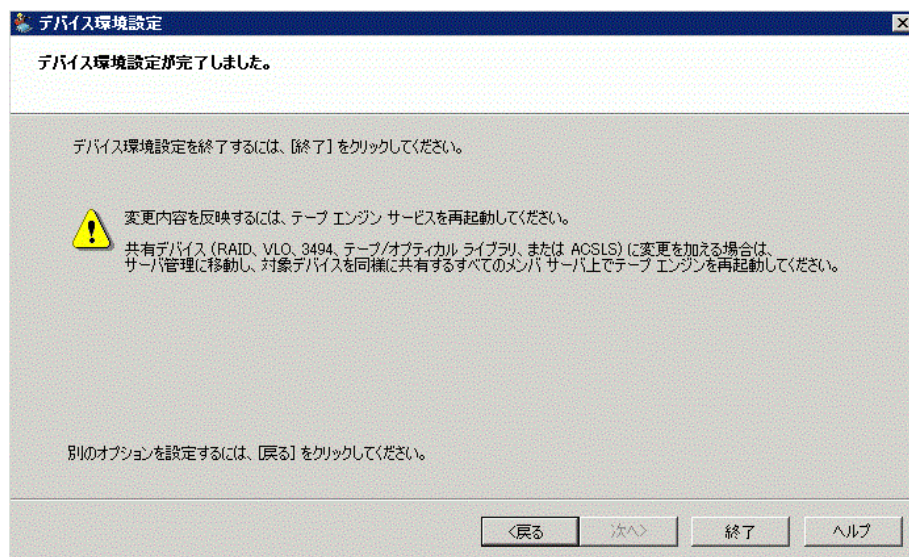 デバイス環境設定
デバイス環境設定が完了しました。
デバイス環境設定を終了するには、[終了] をクリックしてください。
変更内容を反映するには、テープ エンジン サービスを再起動してください。
共有デバイス (RAID、VLO、3494、テープ/オプティカル ライブラリ、または ACSLS) に変更を加える場合は、
サーバ管理に移動し、対象デバイスを同様に共有するすべてのメンバ サーバ上でテープ エンジンを再起動してください。
別のオプションを設定するには、[戻る] をクリックしてください。
<戻る 次へ> 終了 ヘルプ